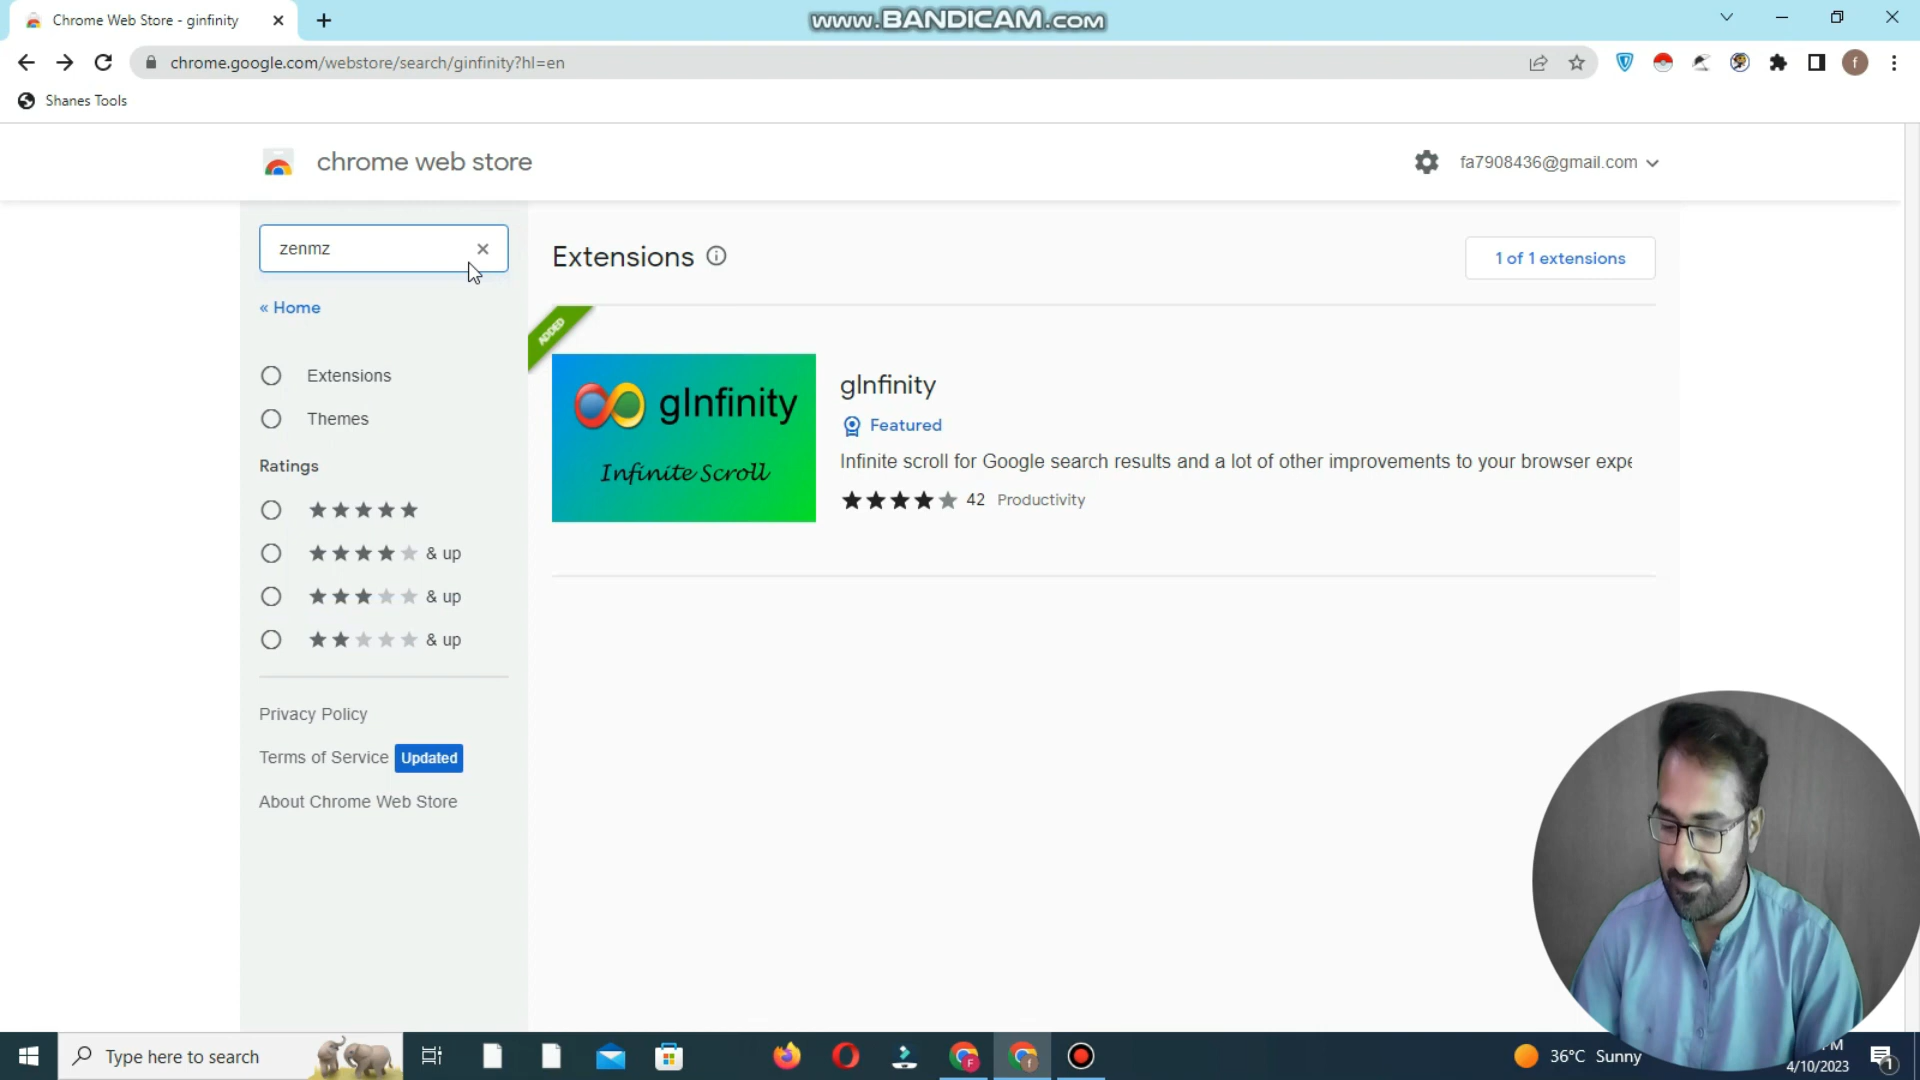 Chrome Web Store - ginfinity
www.BANDICAM.com
chrome.google.com/webstore/search/ginfinity?hl=en
f
Shanes Tools
chrome web store
fa7908436@gmail.com
zenmz
Extensions
1 of 1 extensions
« Home
ADDED
Extensions
Themes
gInfinity
Infinite Scroll
gInfinity
Featured
Infinite scroll for Google search results and a lot of other improvements to your browser expe
42 Productivity
Ratings
& up
& up
& up
Privacy Policy
Terms of Service Updated
About Chrome Web Store
Type here to search
36°C Sunny
4/10/2023
1